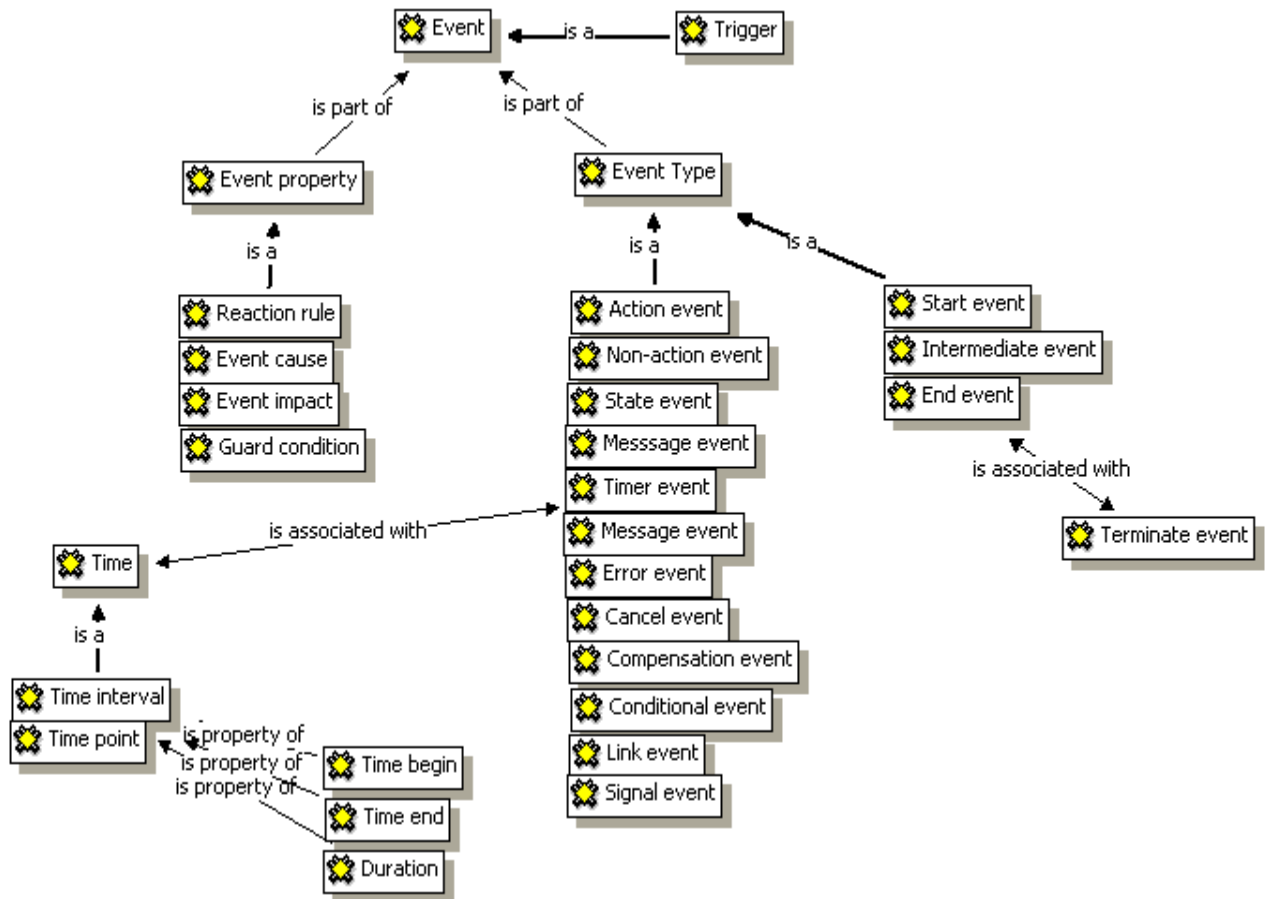 Event
is a
Trigger
is part of
is part of
Event property
Event Type
is a
is a
is a
Reaction rule
Event cause
Event impact
Guard condition
Action event
Non-action event
State event
Messsage event
Timer event
Message event
Error event
Cancel event
Compensation event
Conditional event
Link event
Signal event
Start event
Intermediate event
End event
is associated with
Terminate event
is associated with
Time
is a
Time interval
Time point
is property of
is property of
is property of
Time begin
Time end
Duration